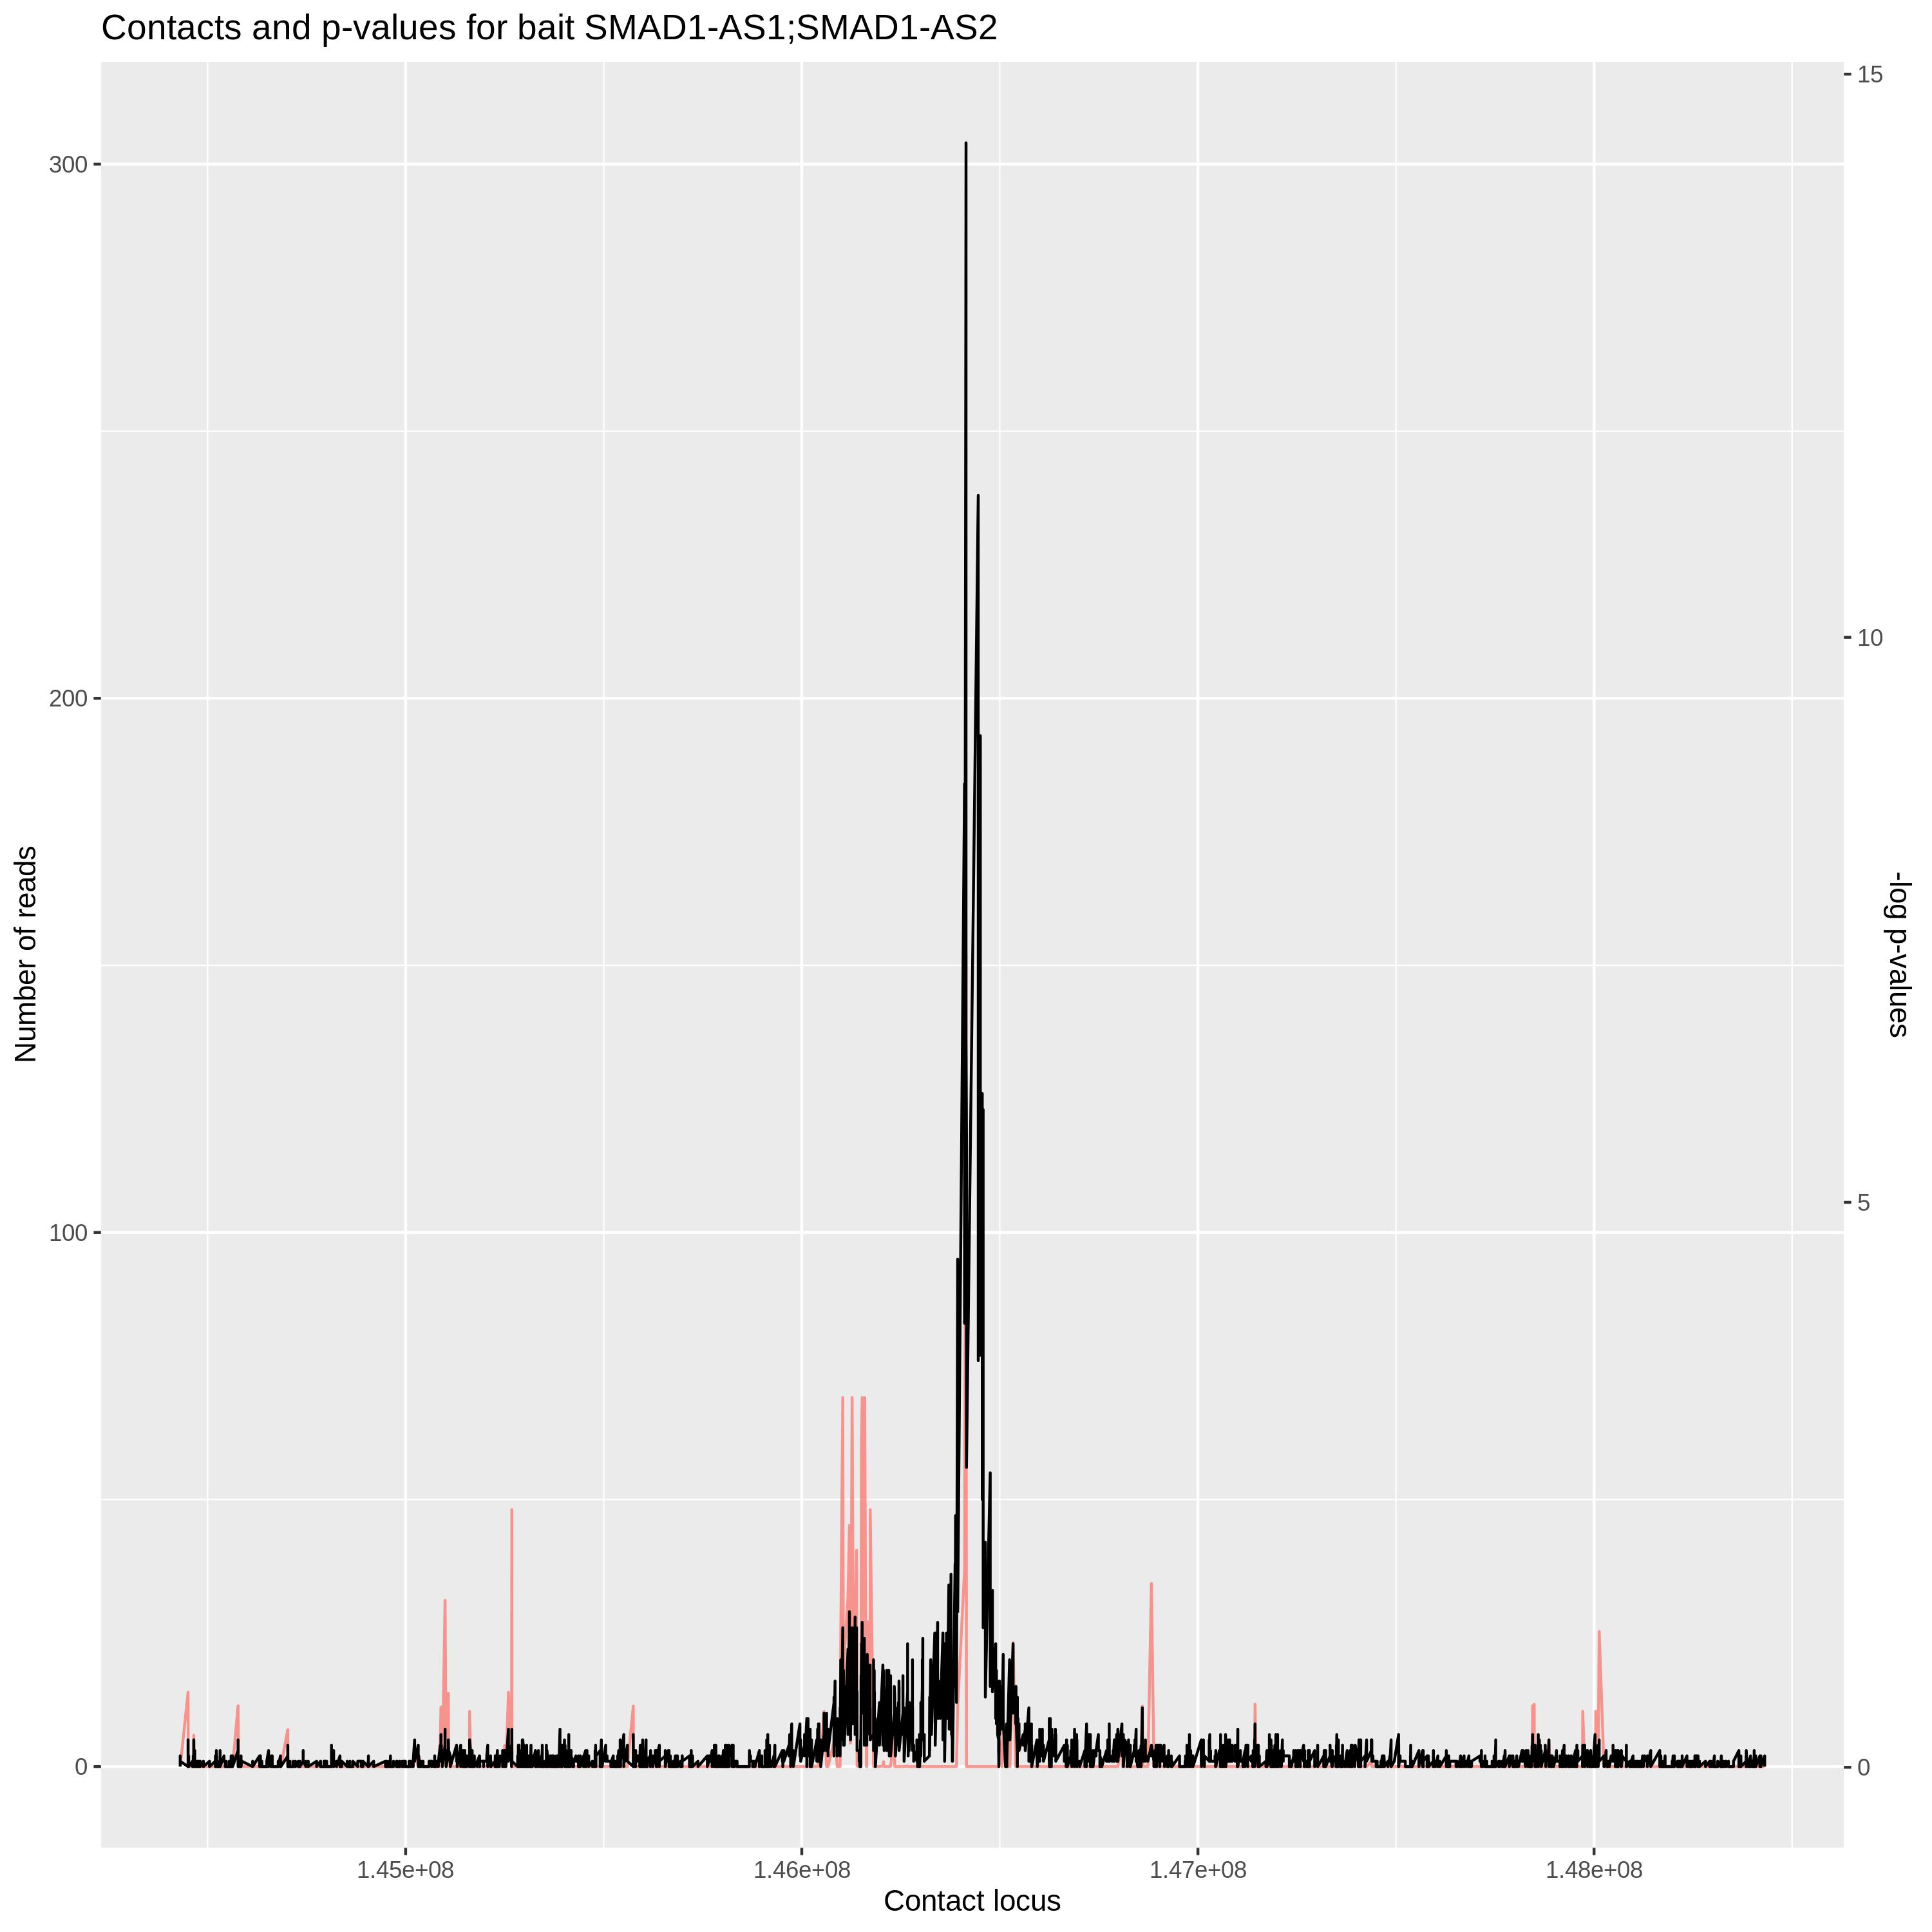 Contacts and p-values for bait SMAD1-AS1;SMAD1-AS2
Number of reads
300
200
100
0
15
10
5
0
-log p-values
1.45e+08
1.46e+08
1.47e+08
1.48e+08
Contact locus